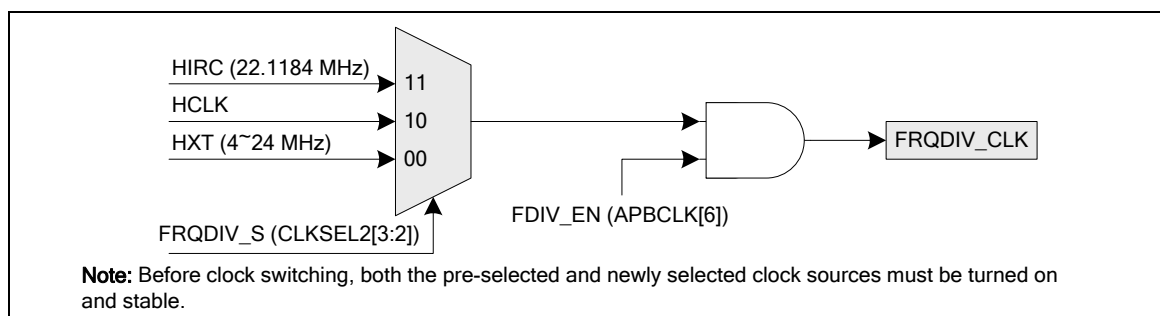 HIRC (22.1184 MHz)
HCLK
HXT (4~24 MHz)
11
10
00
FRQDIV_S (CLKSEL2[3:2])
FDIV_EN (APBCLK[6])
FRQDIV_CLK
Note: Before clock switching, both the pre-selected and newly selected clock sources must be turned on
and stable.